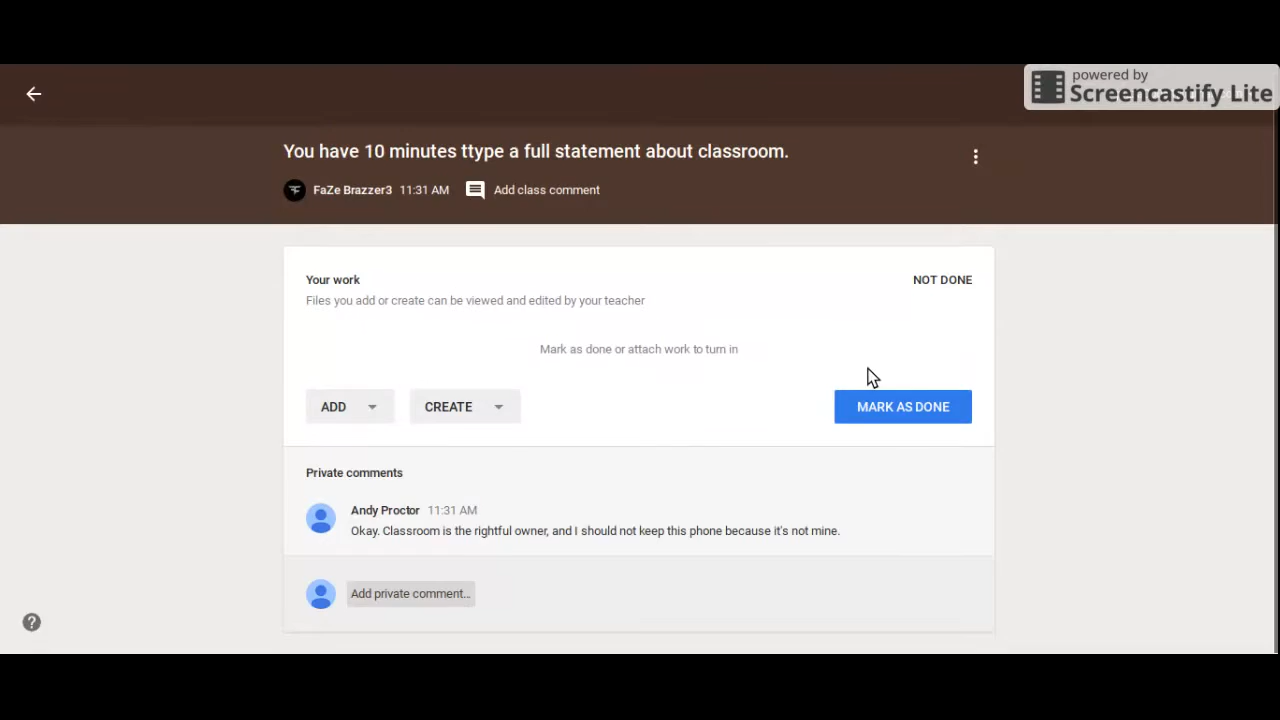 powered by
Screencastify Lite
You have 10 minutes ttype a full statement about classroom.
FaZe Brazzer3 11:31 AM Add class comment
Your work NOT DONE
Files you add or create can be viewed and edited by your teacher
Mark as done or attach work to turn in
ADD CREATE MARK AS DONE
Private comments
Andy Proctor 11:31 AM
Okay. Classroom is the rightful owner, and I should not keep this phone because it's not mine.
Add private comment...
?